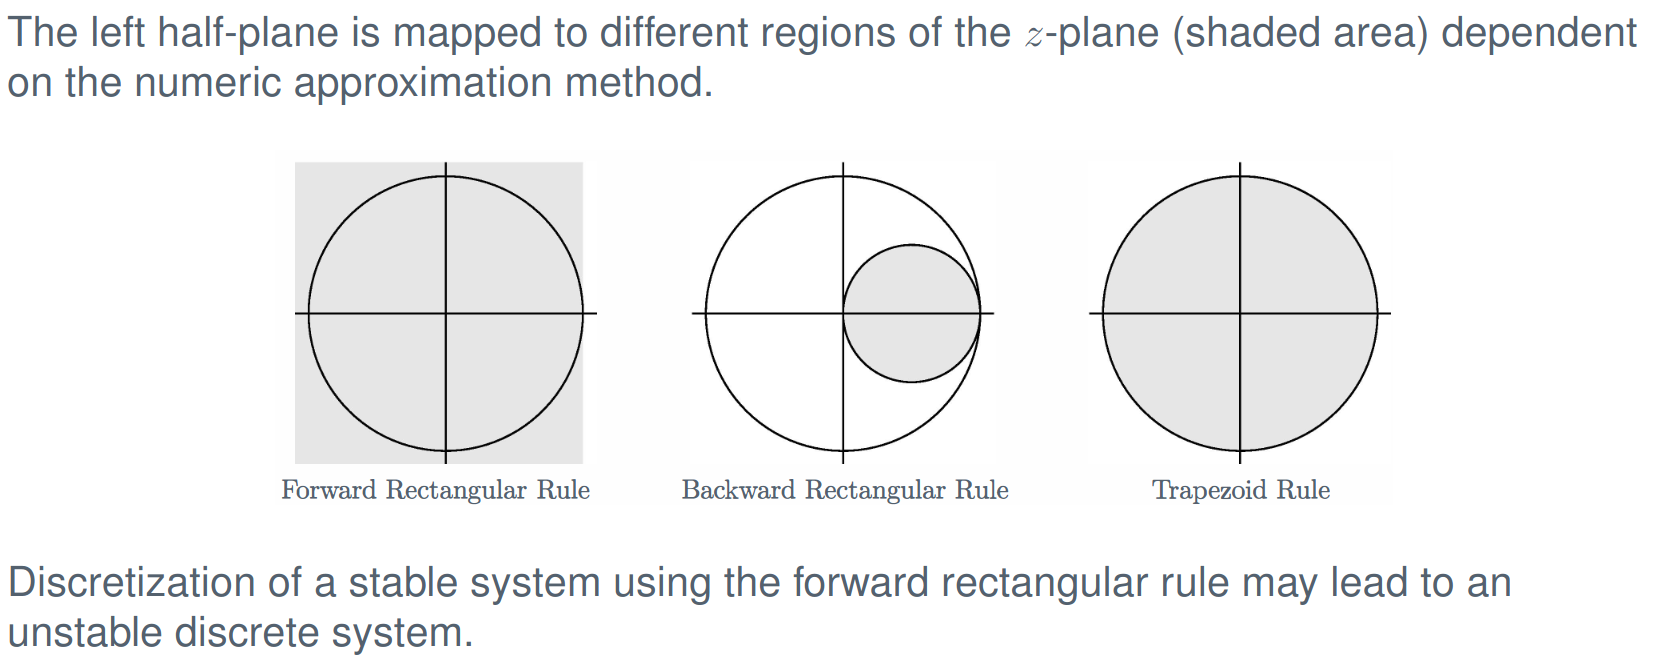 The left half-plane is mapped to different regions of the z-plane (shaded area) dependent
on the numeric approximation method.
Forward Rectangular Rule
Backward Rectangular Rule
Trapezoid Rule
Discretization of a stable system using the forward rectangular rule may lead to an
unstable discrete system.